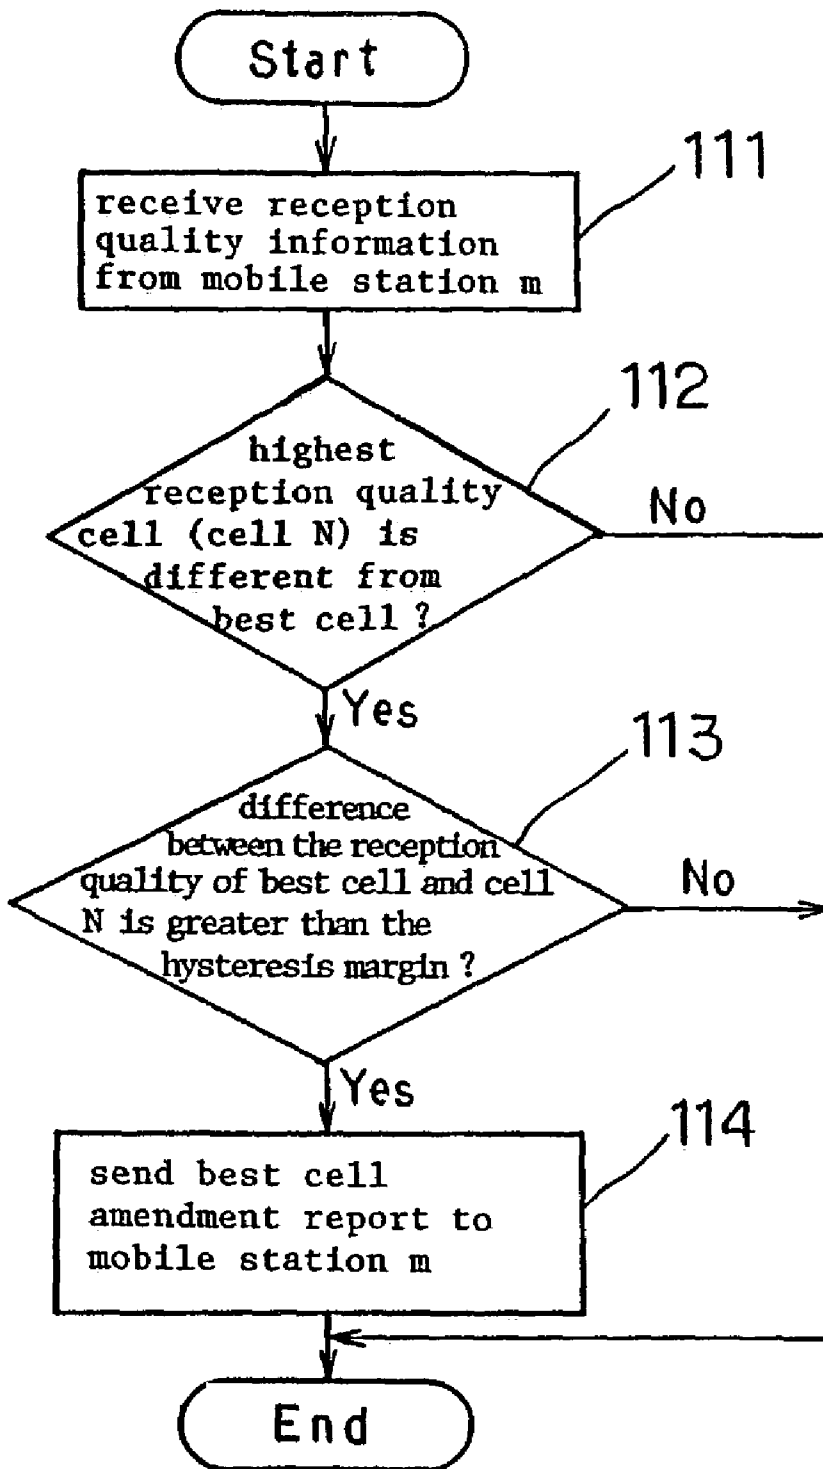 Start
111
receive reception
quality information
from mobile station m
112
highest
reception quality
cell (cell N) is
different from
best cell ?
No
Yes
113
difference
between the reception
quality of best cell and cell
N is greater than the
hysteresis margin ?
No
Yes
114
send best cell
amendment report to
mobile station m
End